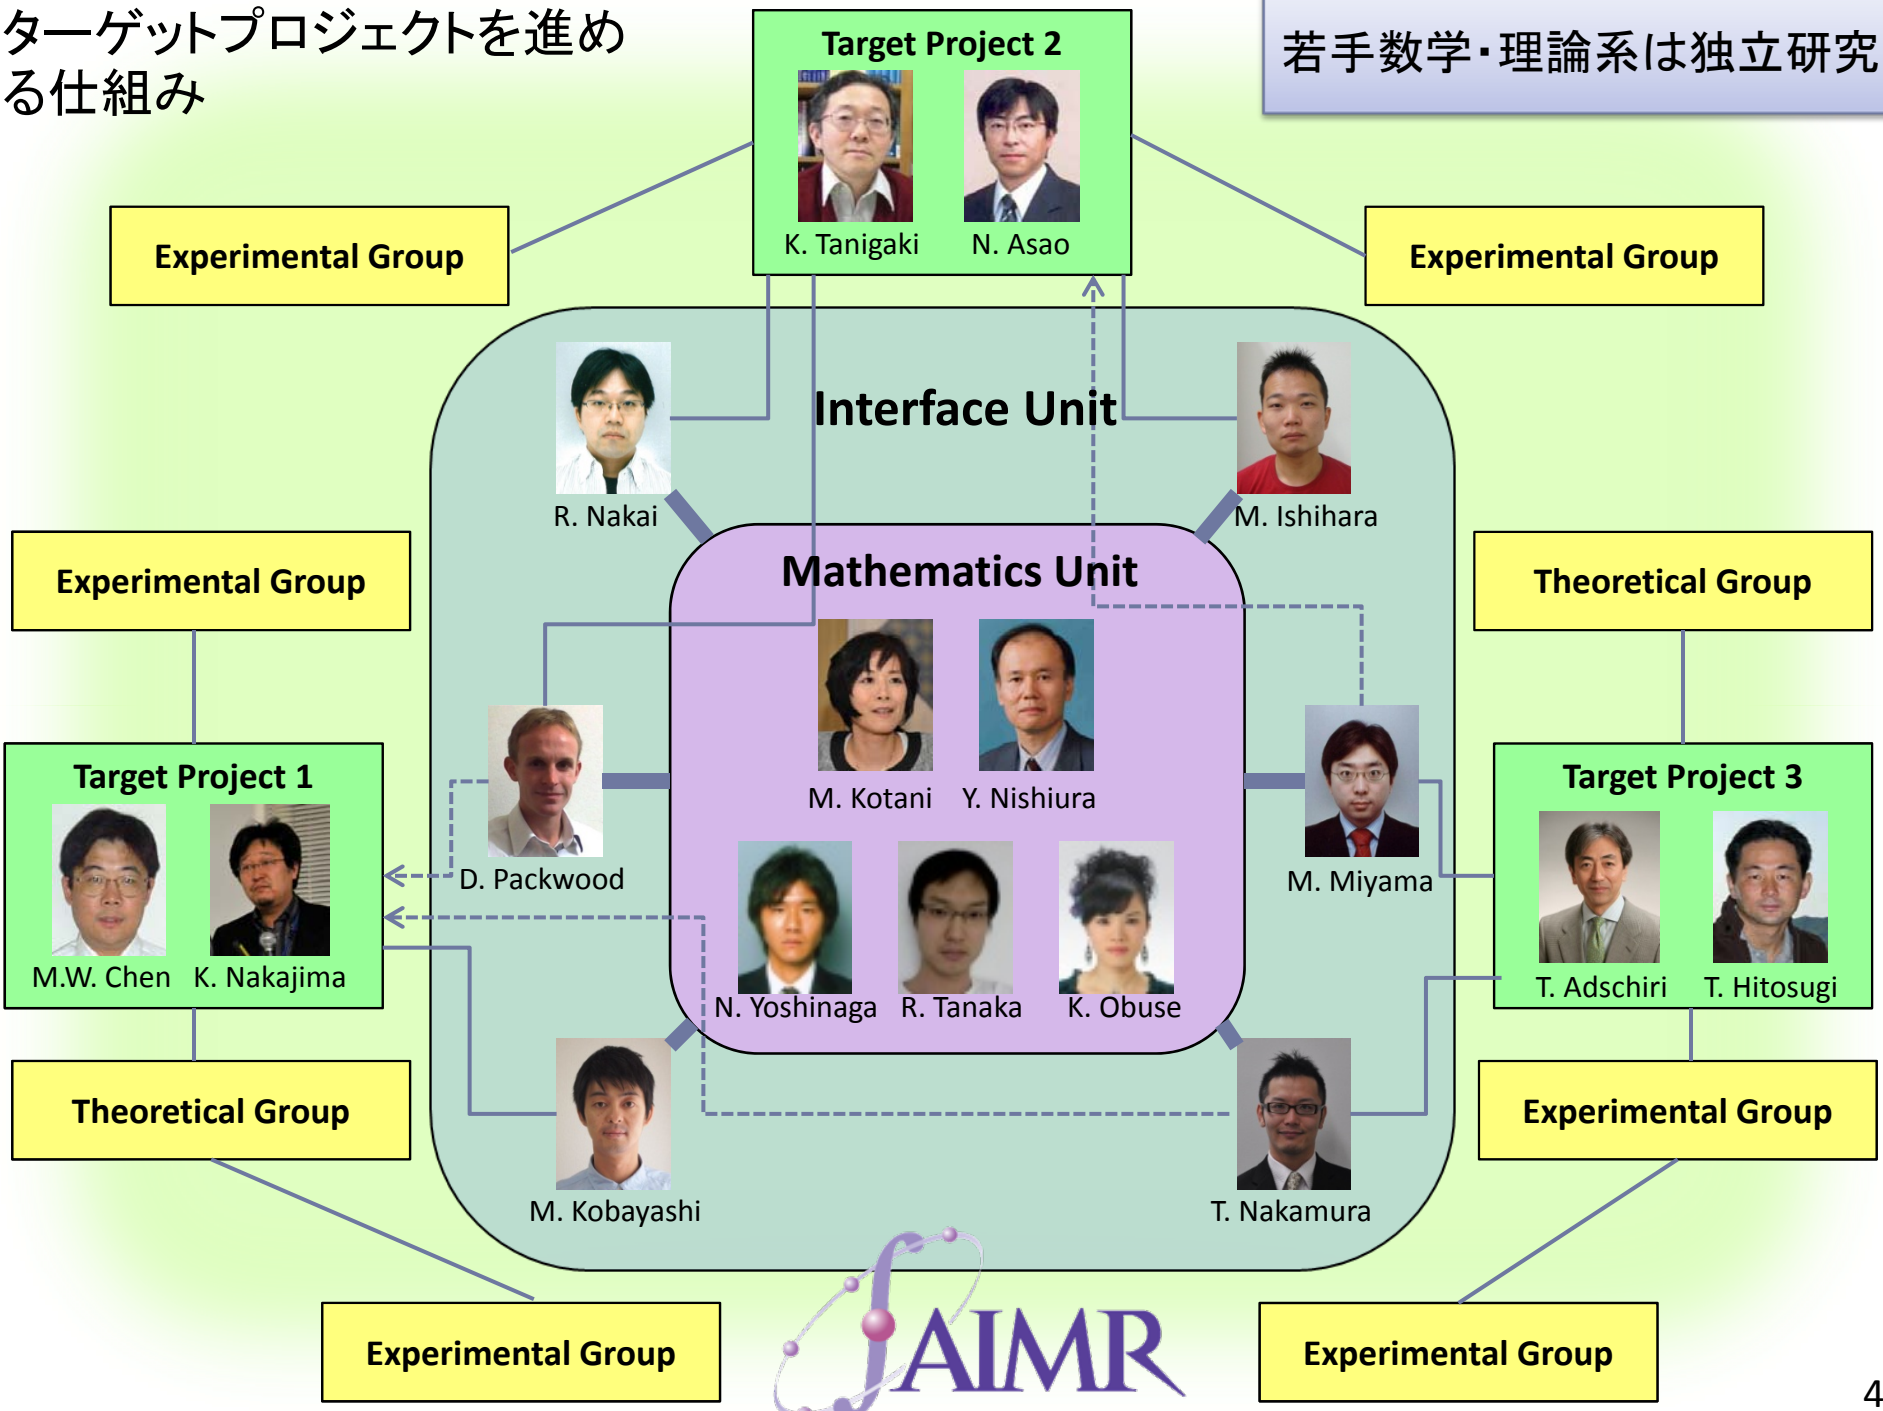 ターゲットプロジェクトを進め
る仕組み
若手数学・理論系は独立研究
Target Project 2
K. Tanigaki
N. Asao
Experimental Group
Experimental Group
Interface Unit
R. Nakai
M. Ishihara
Mathematics Unit
Experimental Group
Theoretical Group
M. Kotani
Y. Nishiura
Target Project 1
Target Project 3
D. Packwood
M. Miyama
M.W. Chen
K. Nakajima
N. Yoshinaga
R. Tanaka
K. Obuse
T. Adschiri
T. Hitosugi
Theoretical Group
Experimental Group
M. Kobayashi
T. Nakamura
Experimental Group
AIMR
Experimental Group
4